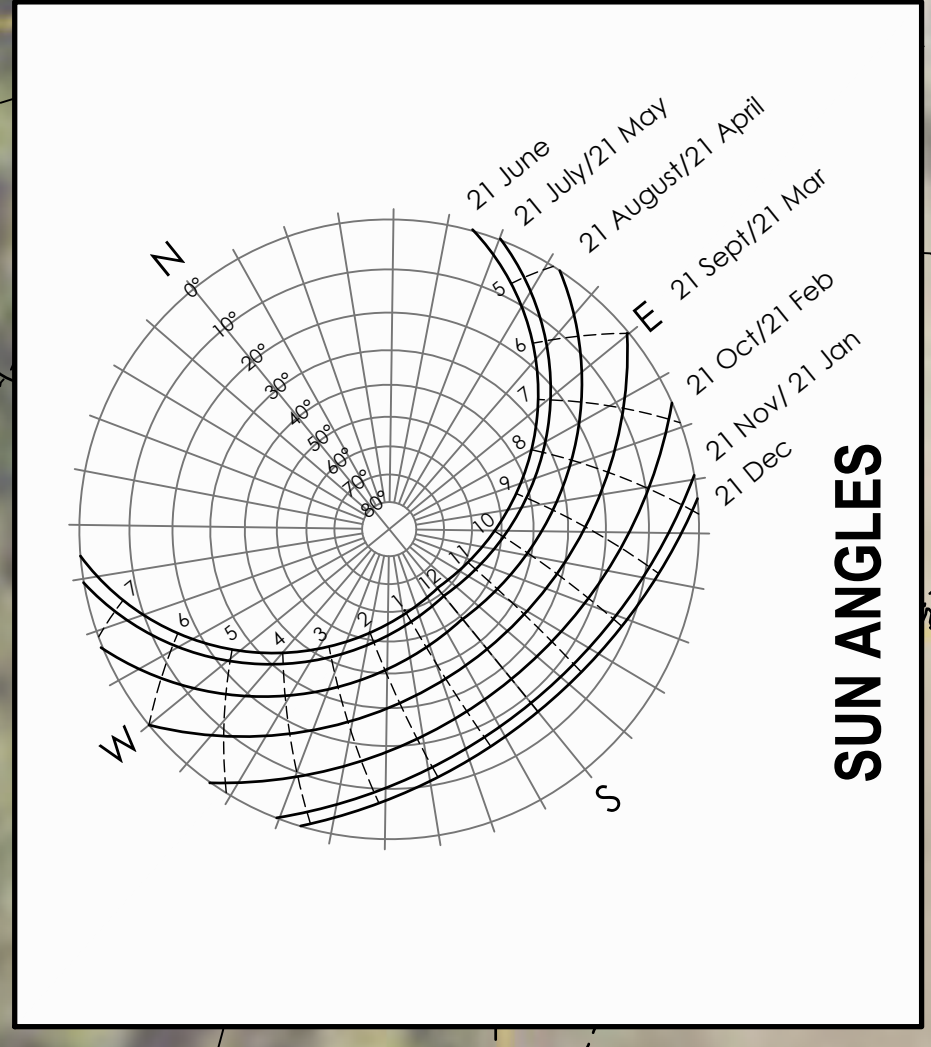 21 June
21 July/21 May
21 August/21 April
21 Sept/21 Mar
21 Oct/21 Feb
21 Nov/ 21 Jan
21 Dec
N
E
S
W
0°
10°
20°
30°
40°
50°
60°
70°
80°
5
6
7
8
9
10
11
12
1
2
3
4
5
6
7
SUN ANGLES